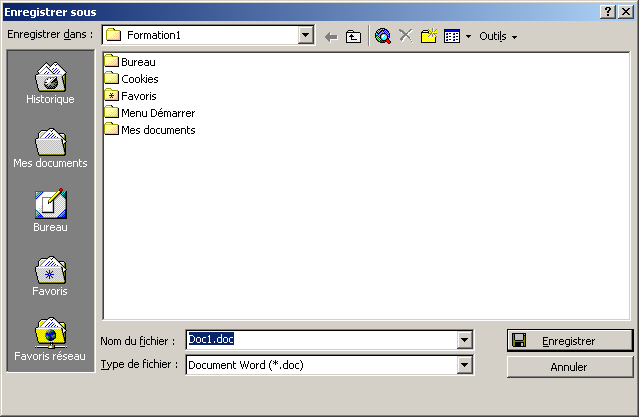 Enregistrer sous
Enregistrer dans : Formation1 Outils
Historique
Mes documents
Bureau
Favoris
Favoris réseau
Bureau
Cookies
Favoris
Menu Démarrer
Mes documents
Nom du fichier : Doc1.doc Enregistrer
Type de fichier : Document Word (*.doc) Annuler